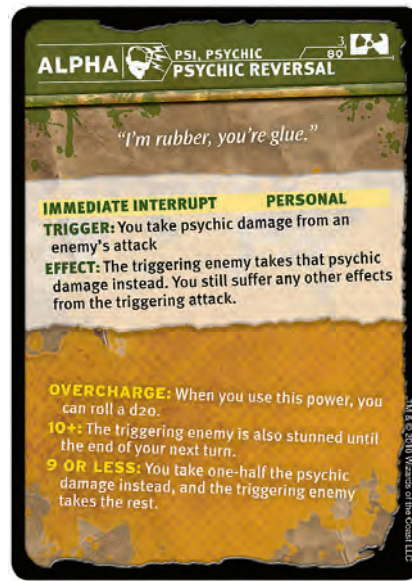 ALPHA
PSI, PSYCHIC
3
80
PSYCHIC REVERSAL
"I'm rubber, you're glue."
IMMEDIATE INTERRUPT PERSONAL
TRIGGER: You take psychic damage from an
enemy's attack
EFFECT: The triggering enemy takes that psychic
damage instead. You still suffer any other effects
from the triggering attack.
OVERCHARGE: When you use this power, you
can roll a d20.
10+: The triggering enemy is also stunned until
the end of your next turn.
9 OR LESS: You take one-half the psychic
damage instead, and the triggering enemy
takes the rest.
TM & © 2010 Wizards of the Coast LLC